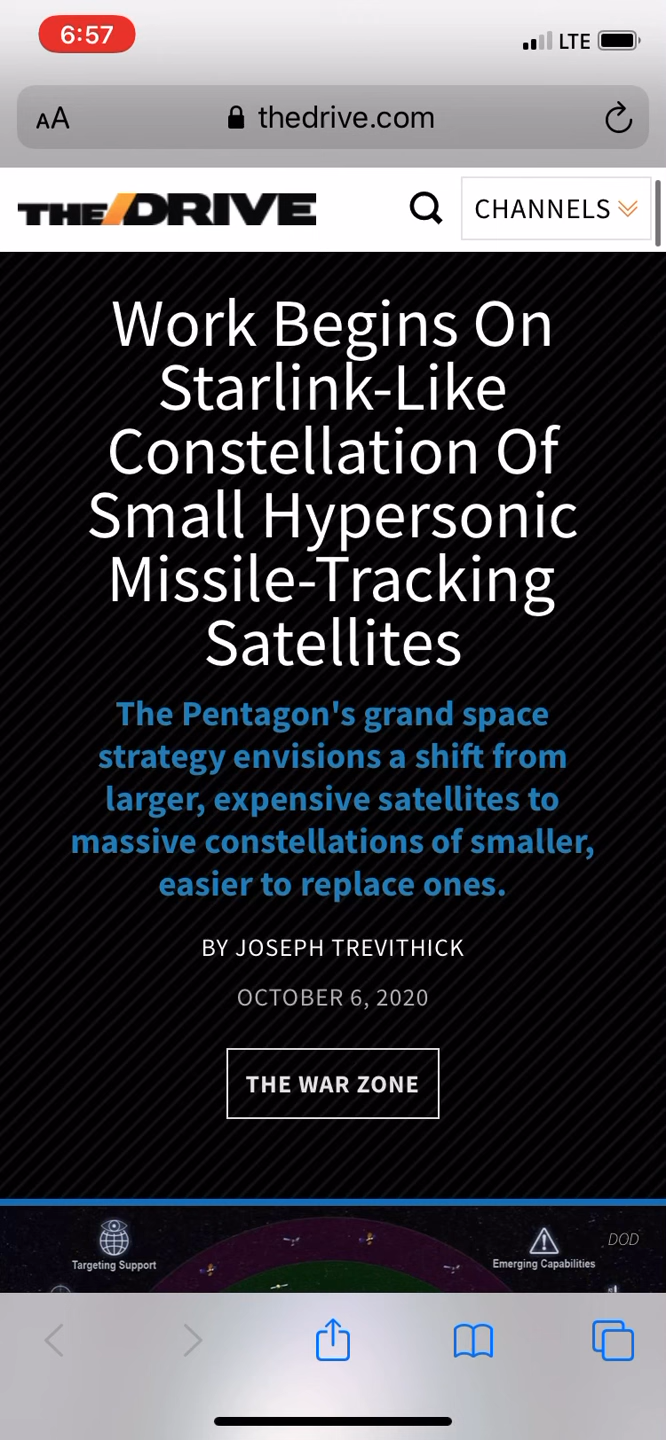 6:57
LTE
AA
thedrive.com
THE/DRIVE
CHANNELS
Work Begins On
Starlink-Like
Constellation Of
Small Hypersonic
Missile-Tracking
Satellites
The Pentagon's grand space
strategy envisions a shift from
larger, expensive satellites to
massive constellations of smaller,
easier to replace ones.
BY JOSEPH TREVITHICK
OCTOBER 6, 2020
THE WAR ZONE
Targeting Support
Emerging Capabilities
DOD